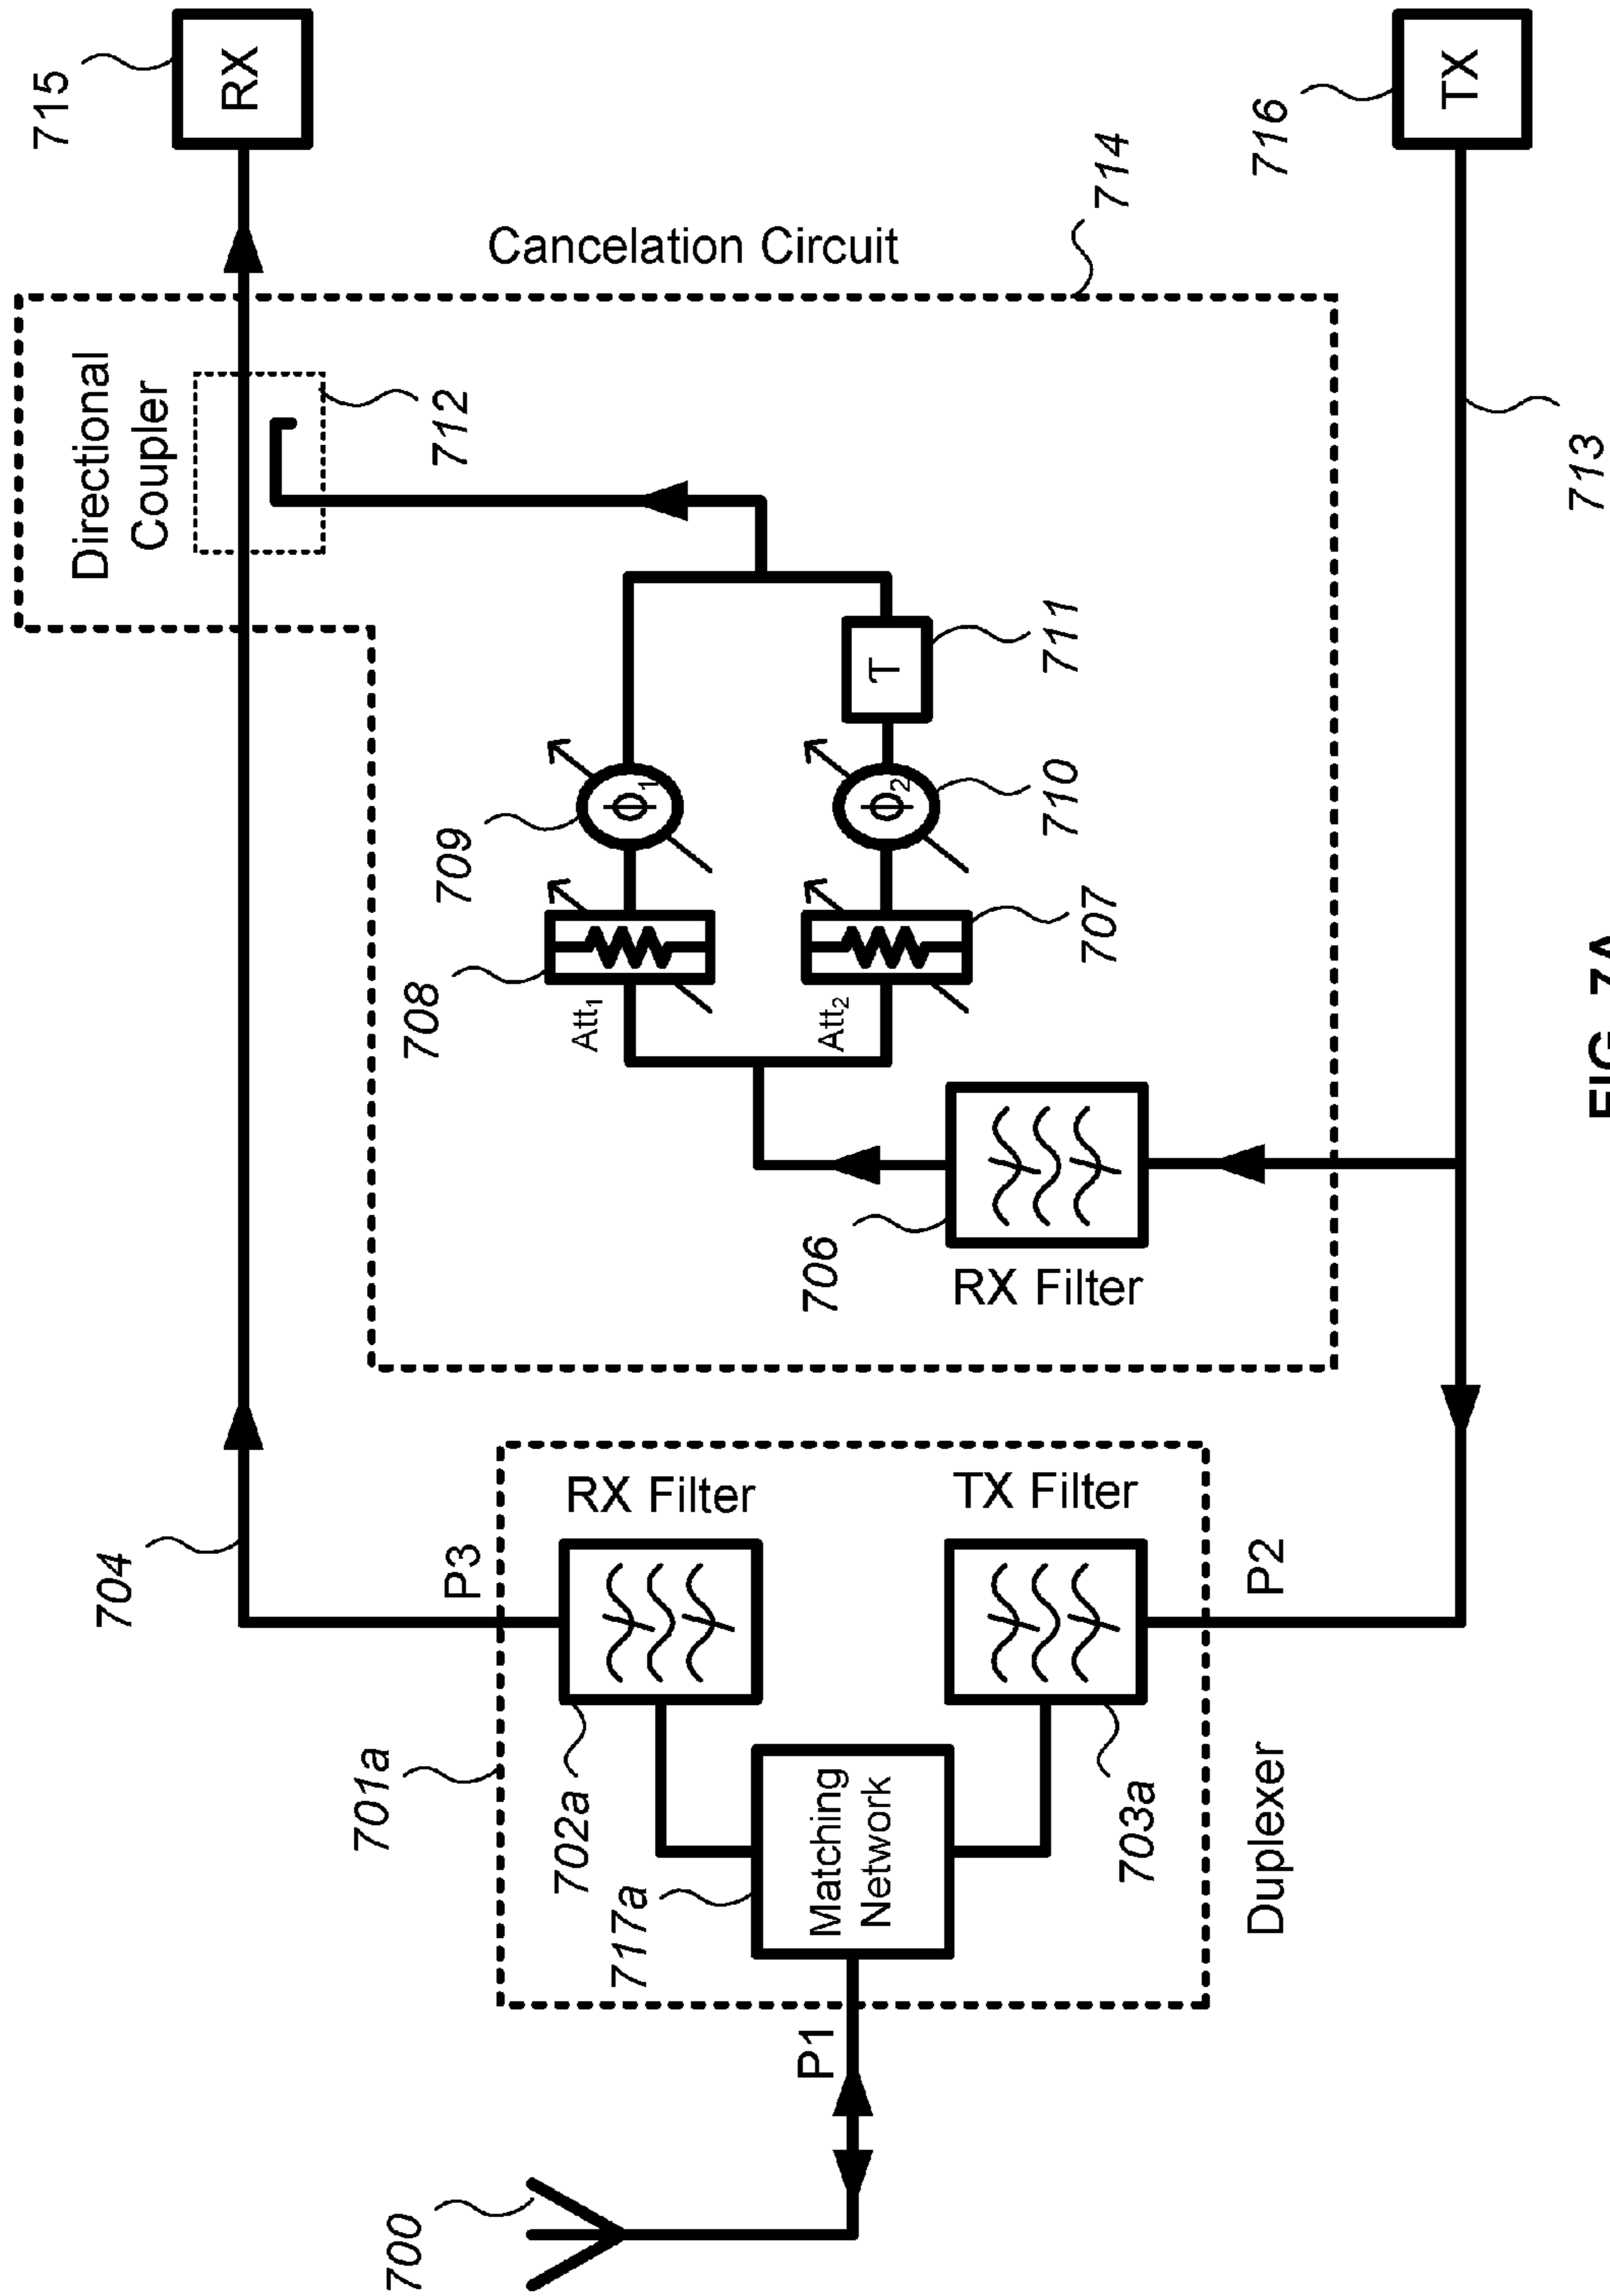 715
RX
Directional
Coupler
704
Cancelation Circuit
714
712
701a
P3
700
702a
RX Filter
708
709
Att₁
Φ₁
717a
Matching
Network
P1
706
Att₂
Φ₂
T
707
710
711
RX Filter
TX Filter
703a
Duplexer
P2
716
TX
713
FIG. 7A